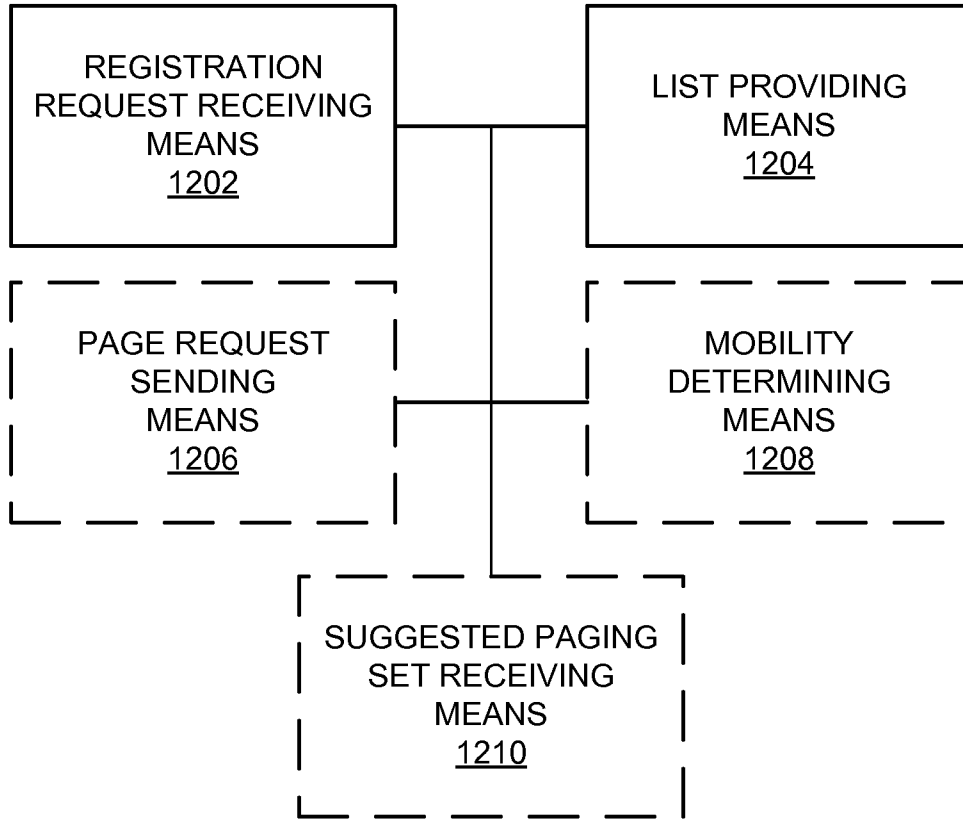 REGISTRATION
REQUEST RECEIVING
MEANS
1202
LIST PROVIDING
MEANS
1204
PAGE REQUEST
SENDING
MEANS
1206
MOBILITY
DETERMINING
MEANS
1208
SUGGESTED PAGING
SET RECEIVING
MEANS
1210